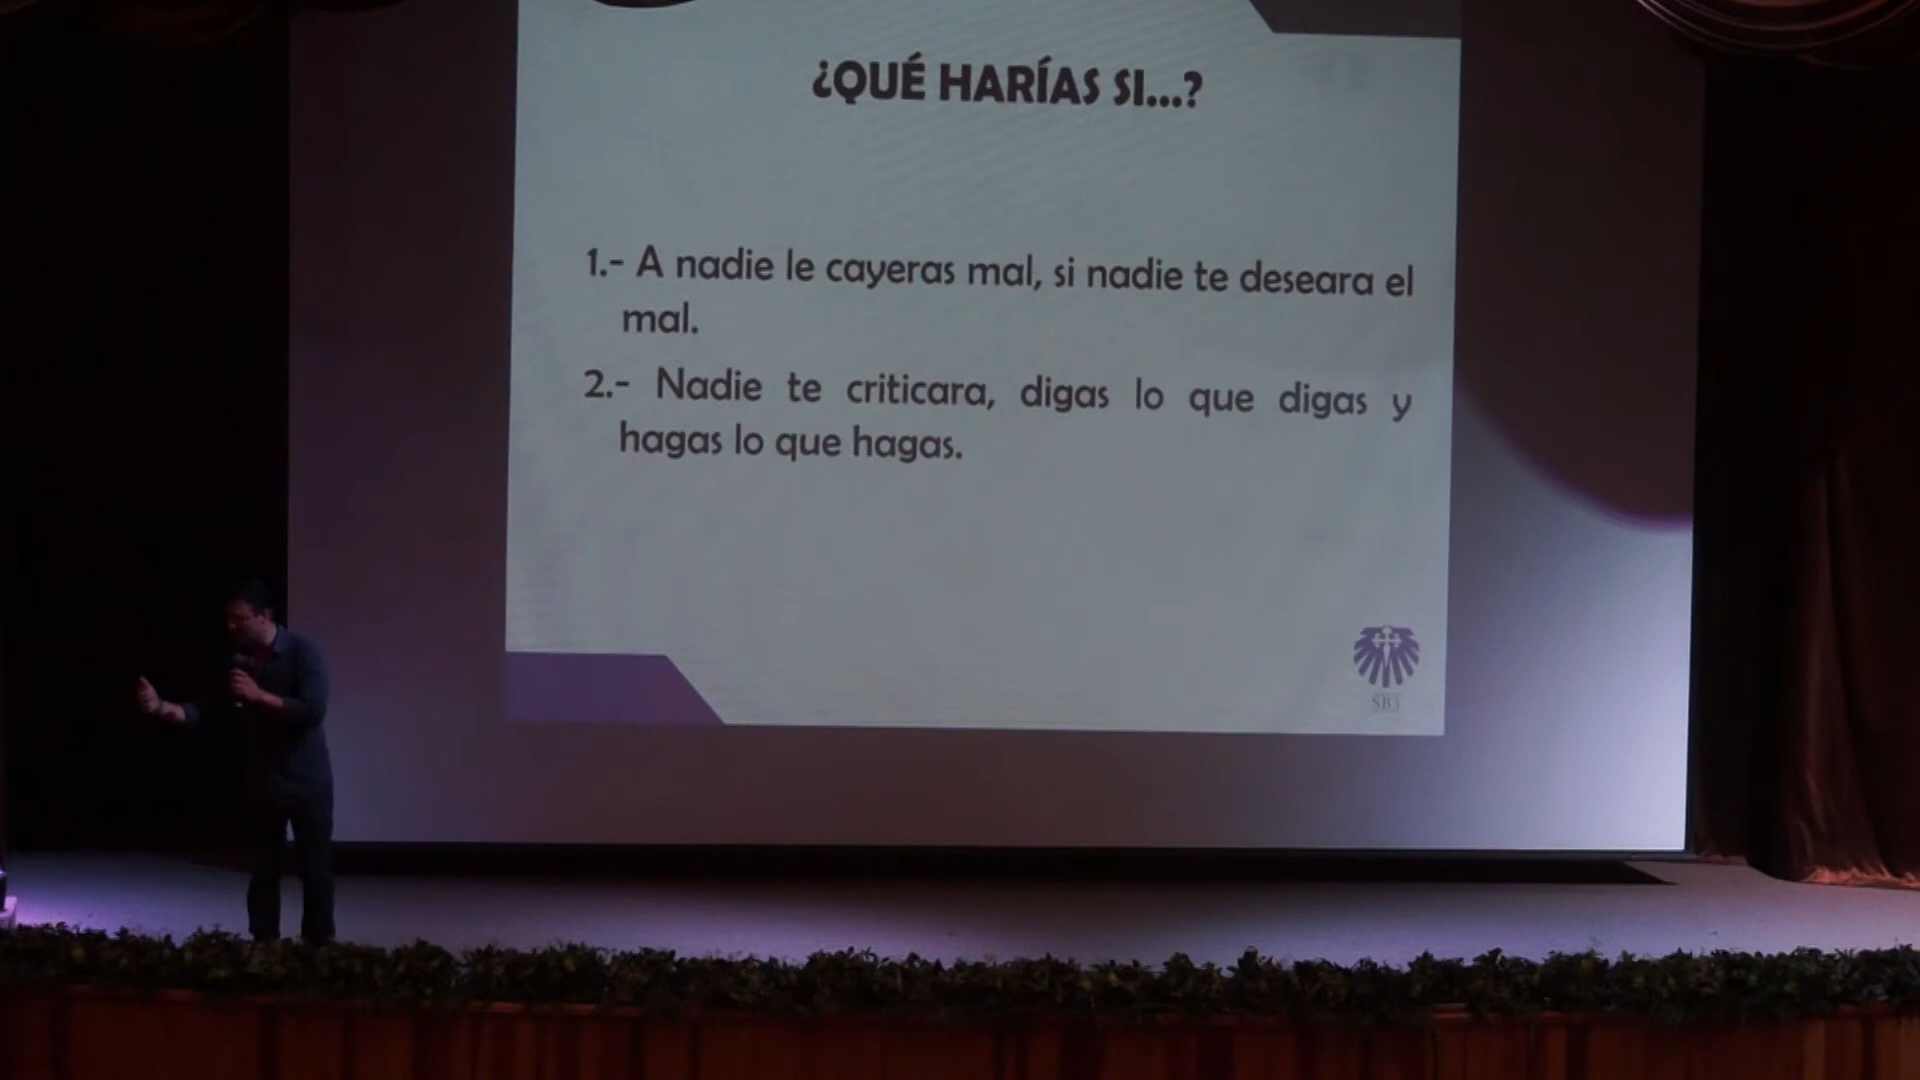 ¿QUÉ HARÍAS SI...?
1.- A nadie le cayeras mal, si nadie te deseara el
mal.
2.- Nadie te criticara, digas lo que digas y
hagas lo que hagas.
SBJ